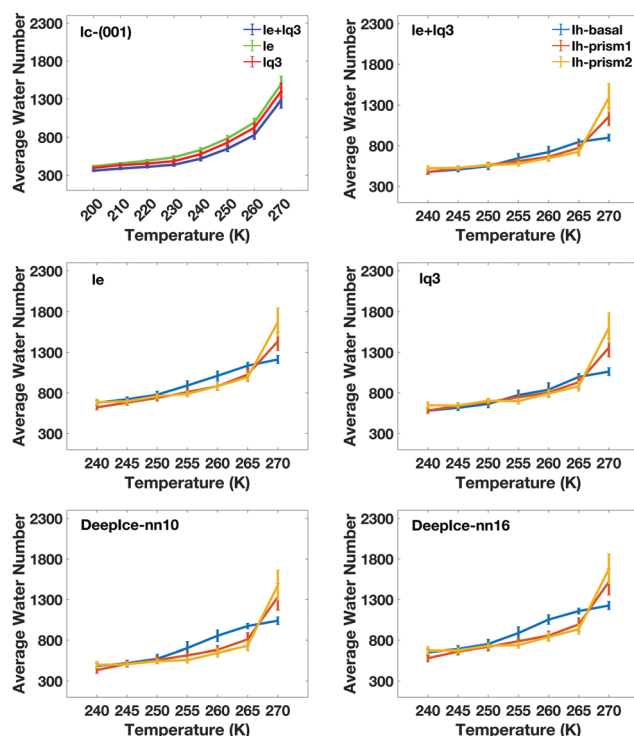 Ic-(001)
Ie+Iq3
Ie
Iq3
2300
1800
1300
800
300
Average Water Number
200 210 220 230 240 250 260 270
Temperature (K)
Ie+Iq3
Ih-basal
Ih-prism1
Ih-prism2
2300
1800
1300
800
300
Average Water Number
240 245 250 255 260 265 270
Temperature (K)
Ie
2300
1800
1300
800
300
Average Water Number
240 245 250 255 260 265 270
Temperature (K)
Iq3
2300
1800
1300
800
300
Average Water Number
240 245 250 255 260 265 270
Temperature (K)
DeepIce-nn10
2300
1800
1300
800
300
Average Water Number
240 245 250 255 260 265 270
Temperature (K)
DeepIce-nn16
2300
1800
1300
800
300
Average Water Number
240 245 250 255 260 265 270
Temperature (K)